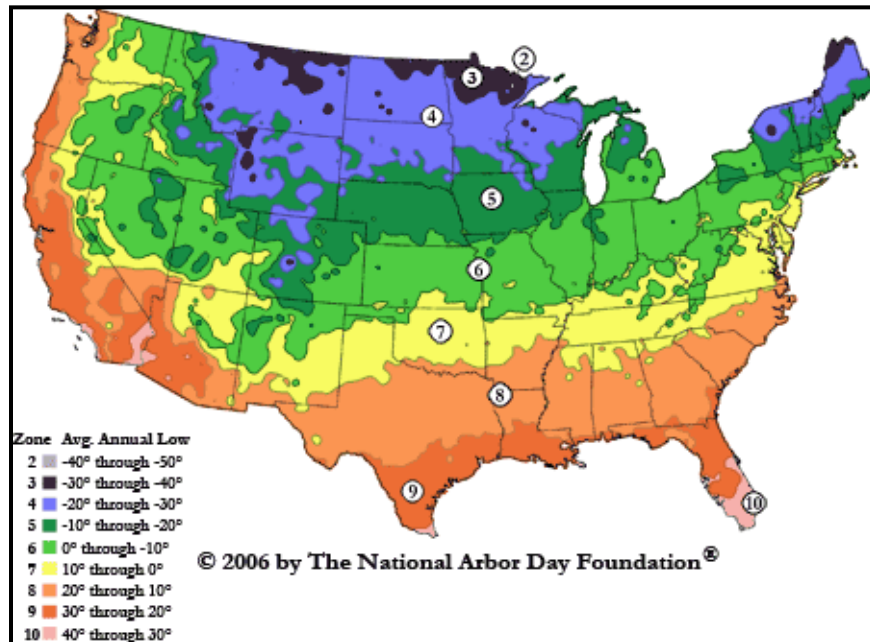 2
3
4
5
6
7
8
9
10
Zone Avg. Annual Low
2 -40° through -50°
3 -30° through -40°
4 -20° through -30°
5 -10° through -20°
6 0° through -10°
7 10° through 0°
8 20° through 10°
9 30° through 20°
10 40° through 30°
© 2006 by The National Arbor Day Foundation®